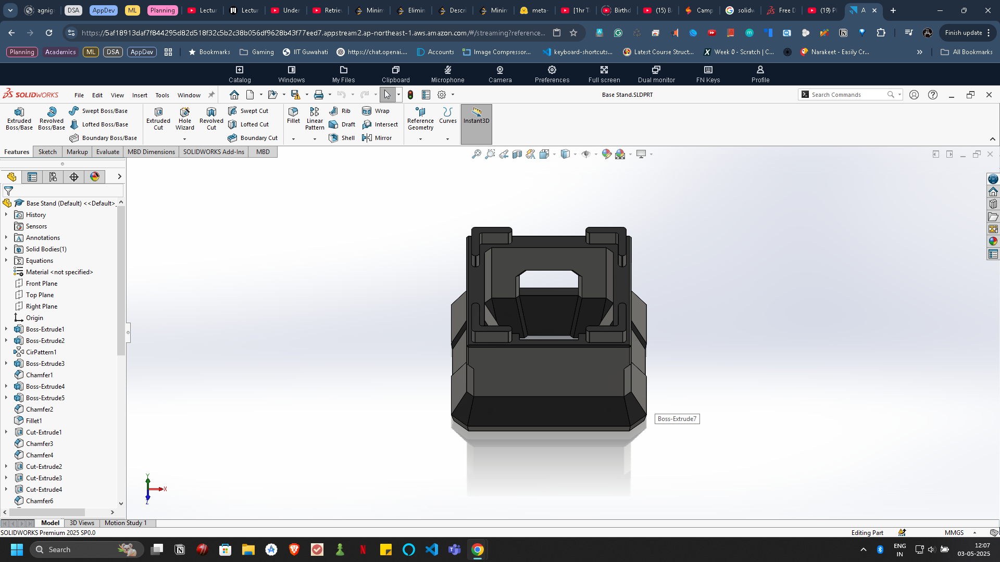 agnig
DSA
AppDev
ML
Planning
Lectur
Lectur
Under
Retrie
Minim
Elimin
Descri
Minim
meta-
[1hr T
Birthd
(15) B
Camp
solidw
Free D
(19) P
A
https://5af18913daf7f844295d82d518f32c5b2c38b056df9628b43f77eed7.appstream2.ap-northeast-1.aws.amazon.com/#/streaming?reference...
Finish update
Planning
Academics
ML
DSA
AppDev
Bookmarks
Gaming
IIT Guwahati
https://chat.openai....
Accounts
Image Compressor...
keyboard-shortcuts...
Latest Course Struct...
Week 0 - Scratch | C...
Narakeet - Easily Cr...
All Bookmarks
Catalog
Windows
My Files
Clipboard
Microphone
Camera
Preferences
Full screen
Dual monitor
FN Keys
Profile
SOLIDWORKS
File
Edit
View
Insert
Tools
Window
Base Stand.SLDPRT
Search Commands
Extruded Boss/Base
Revolved Boss/Base
Swept Boss/Base
Lofted Boss/Base
Boundary Boss/Base
Extruded Cut
Hole Wizard
Revolved Cut
Swept Cut
Lofted Cut
Boundary Cut
Fillet
Linear Pattern
Rib
Draft
Shell
Wrap
Intersect
Mirror
Reference Geometry
Curves
Instant3D
Features
Sketch
Markup
Evaluate
MBD Dimensions
SOLIDWORKS Add-Ins
MBD
Base Stand (Default) <<Default>_
History
Sensors
Annotations
Solid Bodies(1)
Equations
Material <not specified>
Front Plane
Top Plane
Right Plane
Origin
Boss-Extrude1
Boss-Extrude2
CirPattern1
Boss-Extrude3
Chamfer1
Boss-Extrude4
Boss-Extrude5
Chamfer2
Fillet1
Cut-Extrude1
Chamfer3
Chamfer4
Cut-Extrude2
Cut-Extrude3
Cut-Extrude4
Chamfer6
Boss-Extrude7
Y
X
Z
Model
3D Views
Motion Study 1
SOLIDWORKS Premium 2025 SP0.0
Editing Part
MMGS
Search
ENG
IN
12:07
03-05-2025